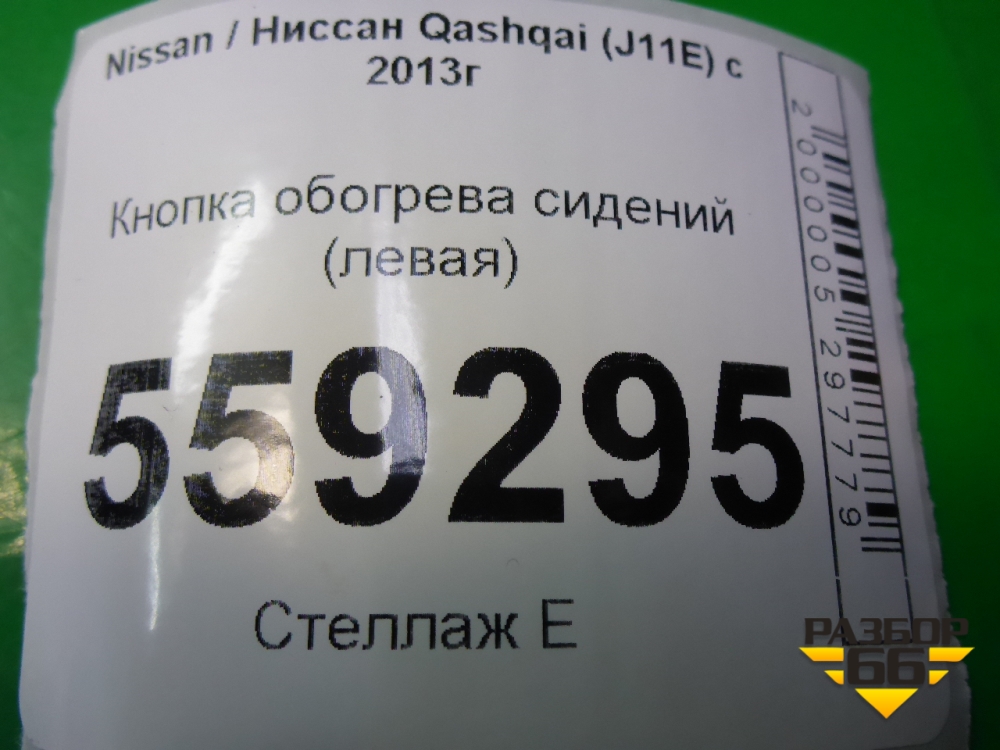 Nissan / Ниссан Qashqai (J11E) с
2013г
Кнопка обогрева сидений
(левая)
559295
Стеллаж Е
2000005297779
РАЗБОР
66